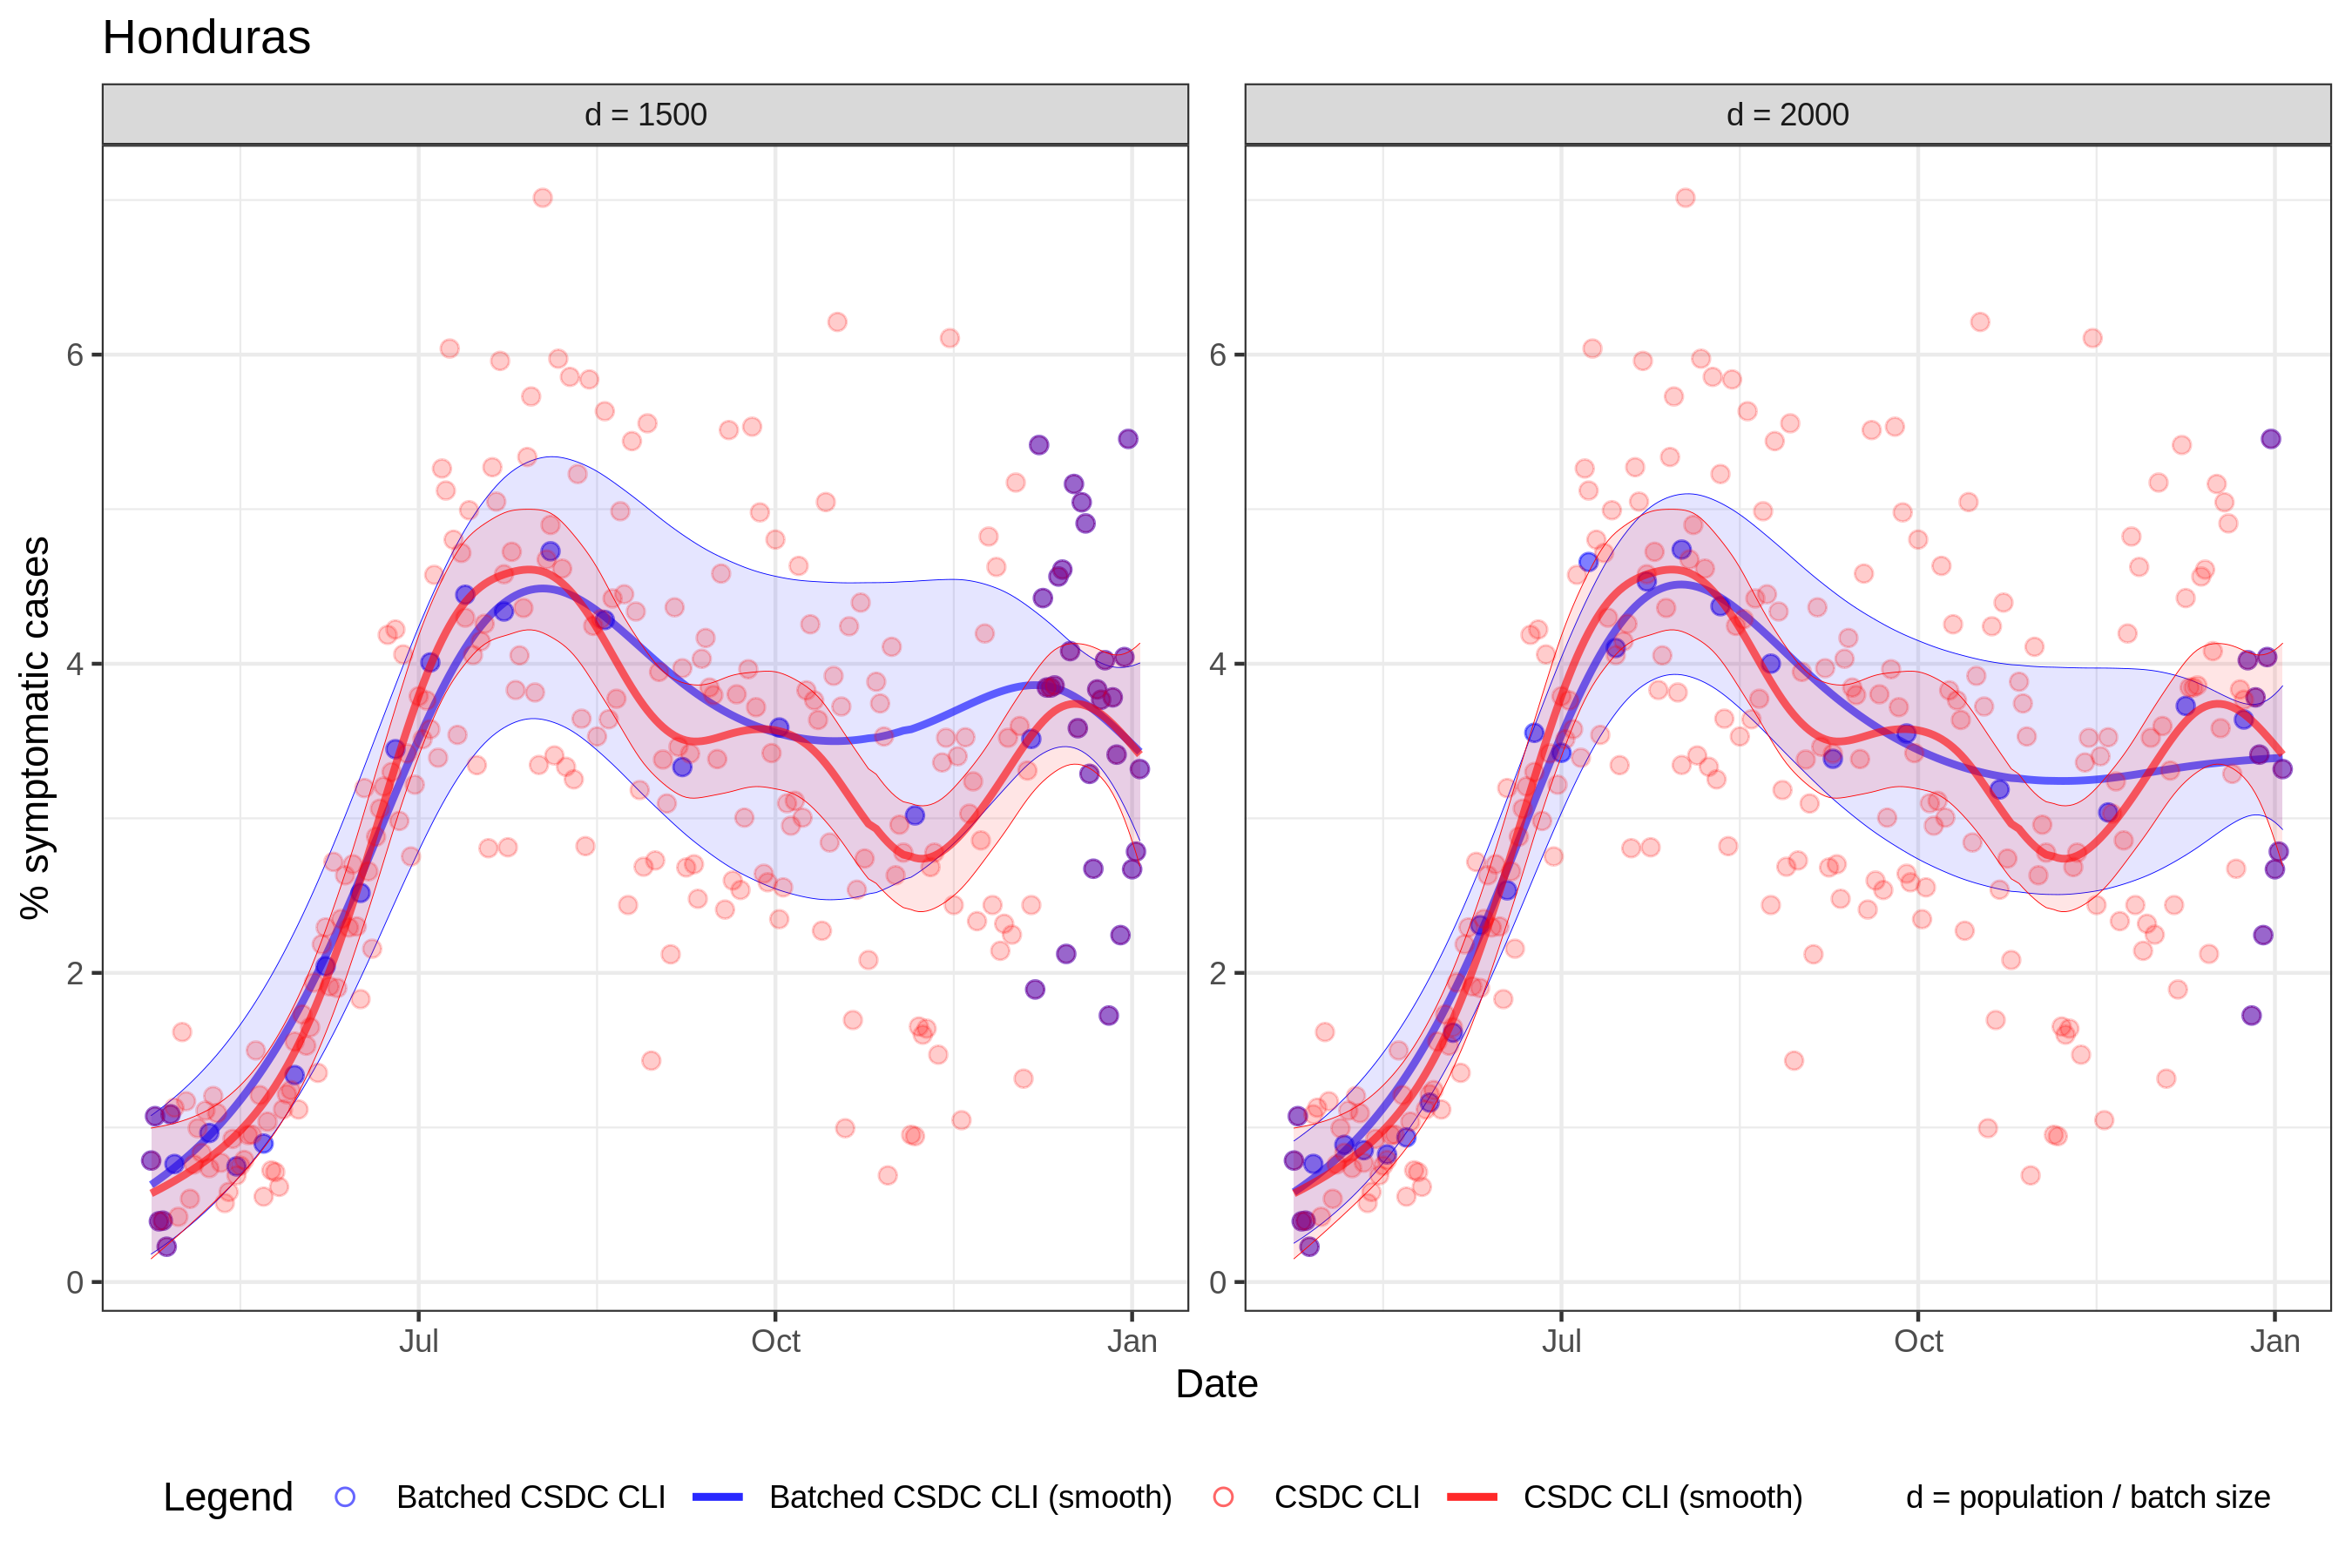 Honduras
d = 1500
d = 2000
% symptomatic cases
6
4
2
0
6
4
2
0
Jul
Oct
Jan
Jul
Oct
Jan
Date
Legend
Batched CSDC CLI
Batched CSDC CLI (smooth)
CSDC CLI
CSDC CLI (smooth)
d = population / batch size